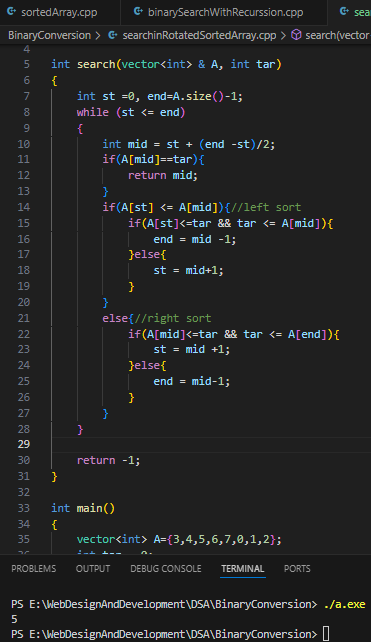 sortedArray.cpp binarySearchWithRecurssion.cpp sea
BinaryConversion > searchinRotatedSortedArray.cpp > search(vector
4
5 int search(vector<int> & A, int tar)
6 {
7 int st =0, end=A.size()-1;
8 while (st <= end)
9 {
10 int mid = st + (end -st)/2;
11 if(A[mid]==tar){
12 return mid;
13 }
14 if(A[st] <= A[mid]){//left sort
15 if(A[st]<=tar && tar <= A[mid]){
16 end = mid -1;
17 }else{
18 st = mid+1;
19 }
20 }
21 else{//right sort
22 if(A[mid]<=tar && tar <= A[end]){
23 st = mid +1;
24 }else{
25 end = mid-1;
26 }
27 }
28 }
29
30 return -1;
31 }
32
33 int main()
34 {
35 vector<int> A={3,4,5,6,7,0,1,2};
PROBLEMS OUTPUT DEBUG CONSOLE TERMINAL PORTS
PS E:\WebDesignAndDevelopment\DSA\BinaryConversion> ./a.exe
5
PS E:\WebDesignAndDevelopment\DSA\BinaryConversion>